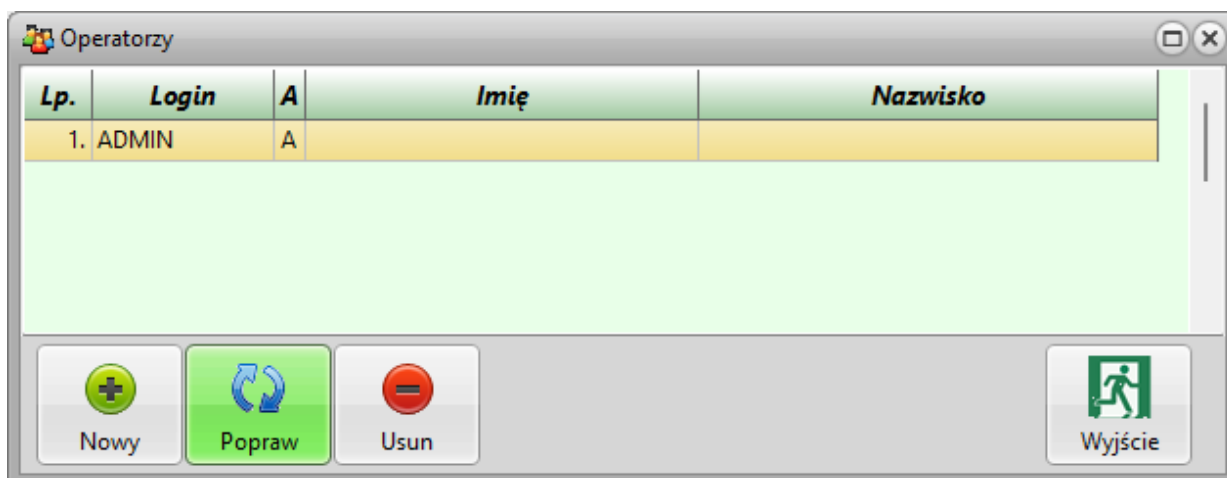 Operatorzy
Lp. Login A Imię Nazwisko
1. ADMIN A
Nowy Popraw Usun Wyjście